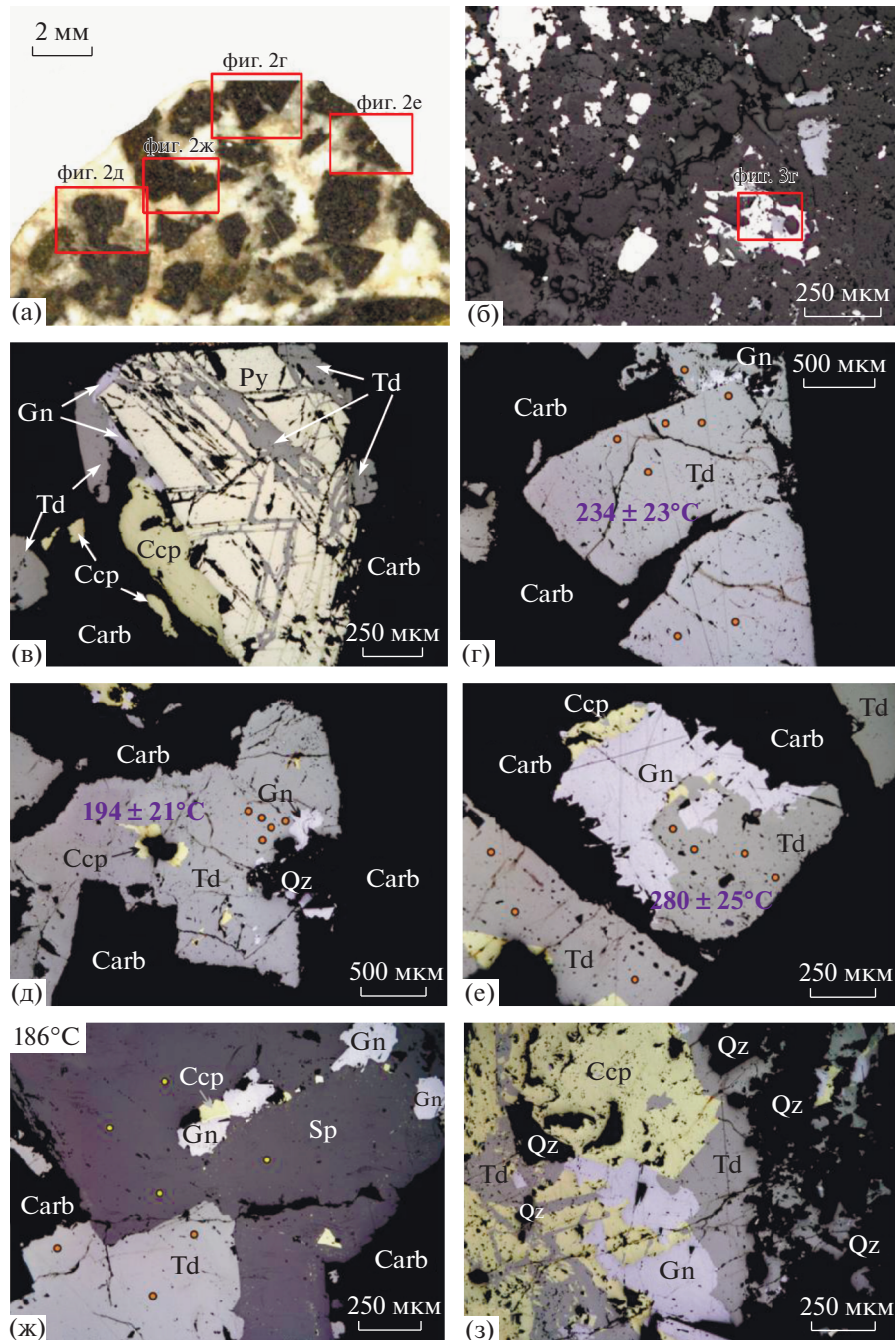 2 мм
фиг. 2г
фиг. 2е
фиг. 2ж
фиг. 2д
(а)
фиг. 3г
250 мкм
(б)
Py
Td
Gn
Td
Ccp
Ccp
Carb
Carb
250 мкм
(в)
Gn
500 мкм
Carb
Td
234 ± 23°C
Carb
(г)
Carb
Gn
194 ± 21°C
Ccp
Td
Qz
Carb
Carb
500 мкм
(д)
Ccp
Td
Carb
Carb
Gn
Td
280 ± 25°C
Td
250 мкм
(е)
186°C
Gn
Ccp
Gn
Gn
Sp
Carb
Td
Carb
250 мкм
(ж)
Qz
Ccp
Qz
Qz
Td
Td
Qz
Qz
Gn
250 мкм
(з)